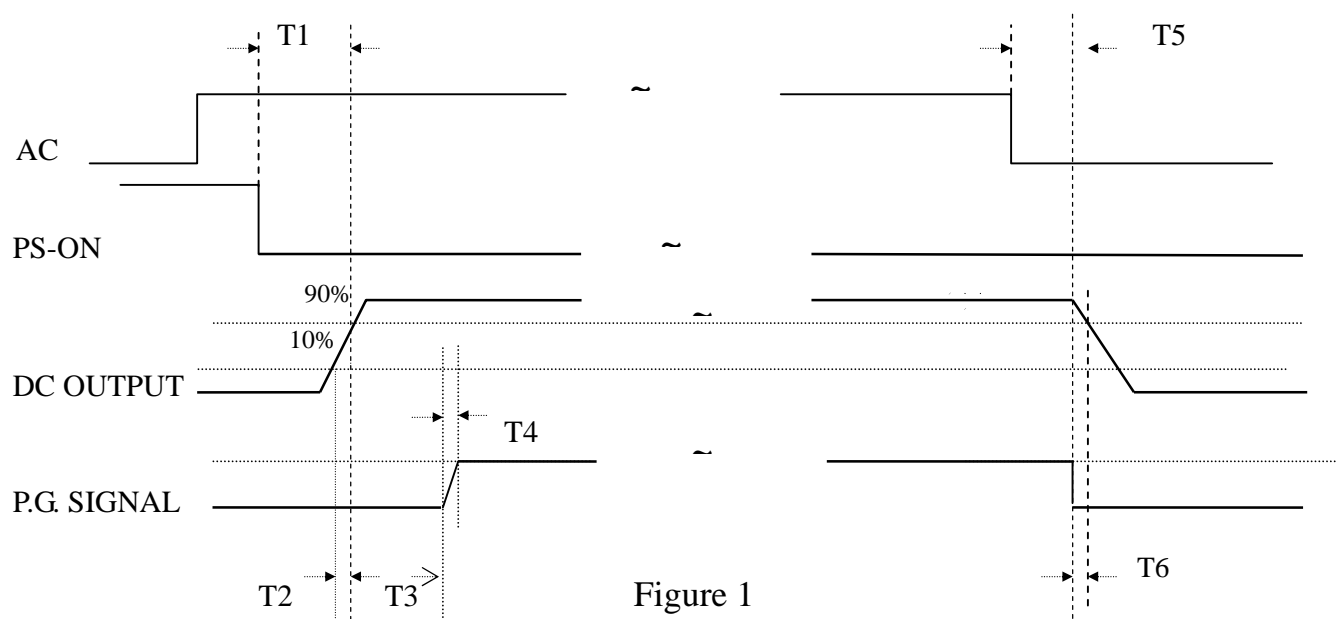 T1
T5
~
AC
PS-ON
~
90%
~
10%
DC OUTPUT
T4
~
P.G. SIGNAL
T2
T3
T6
Figure 1